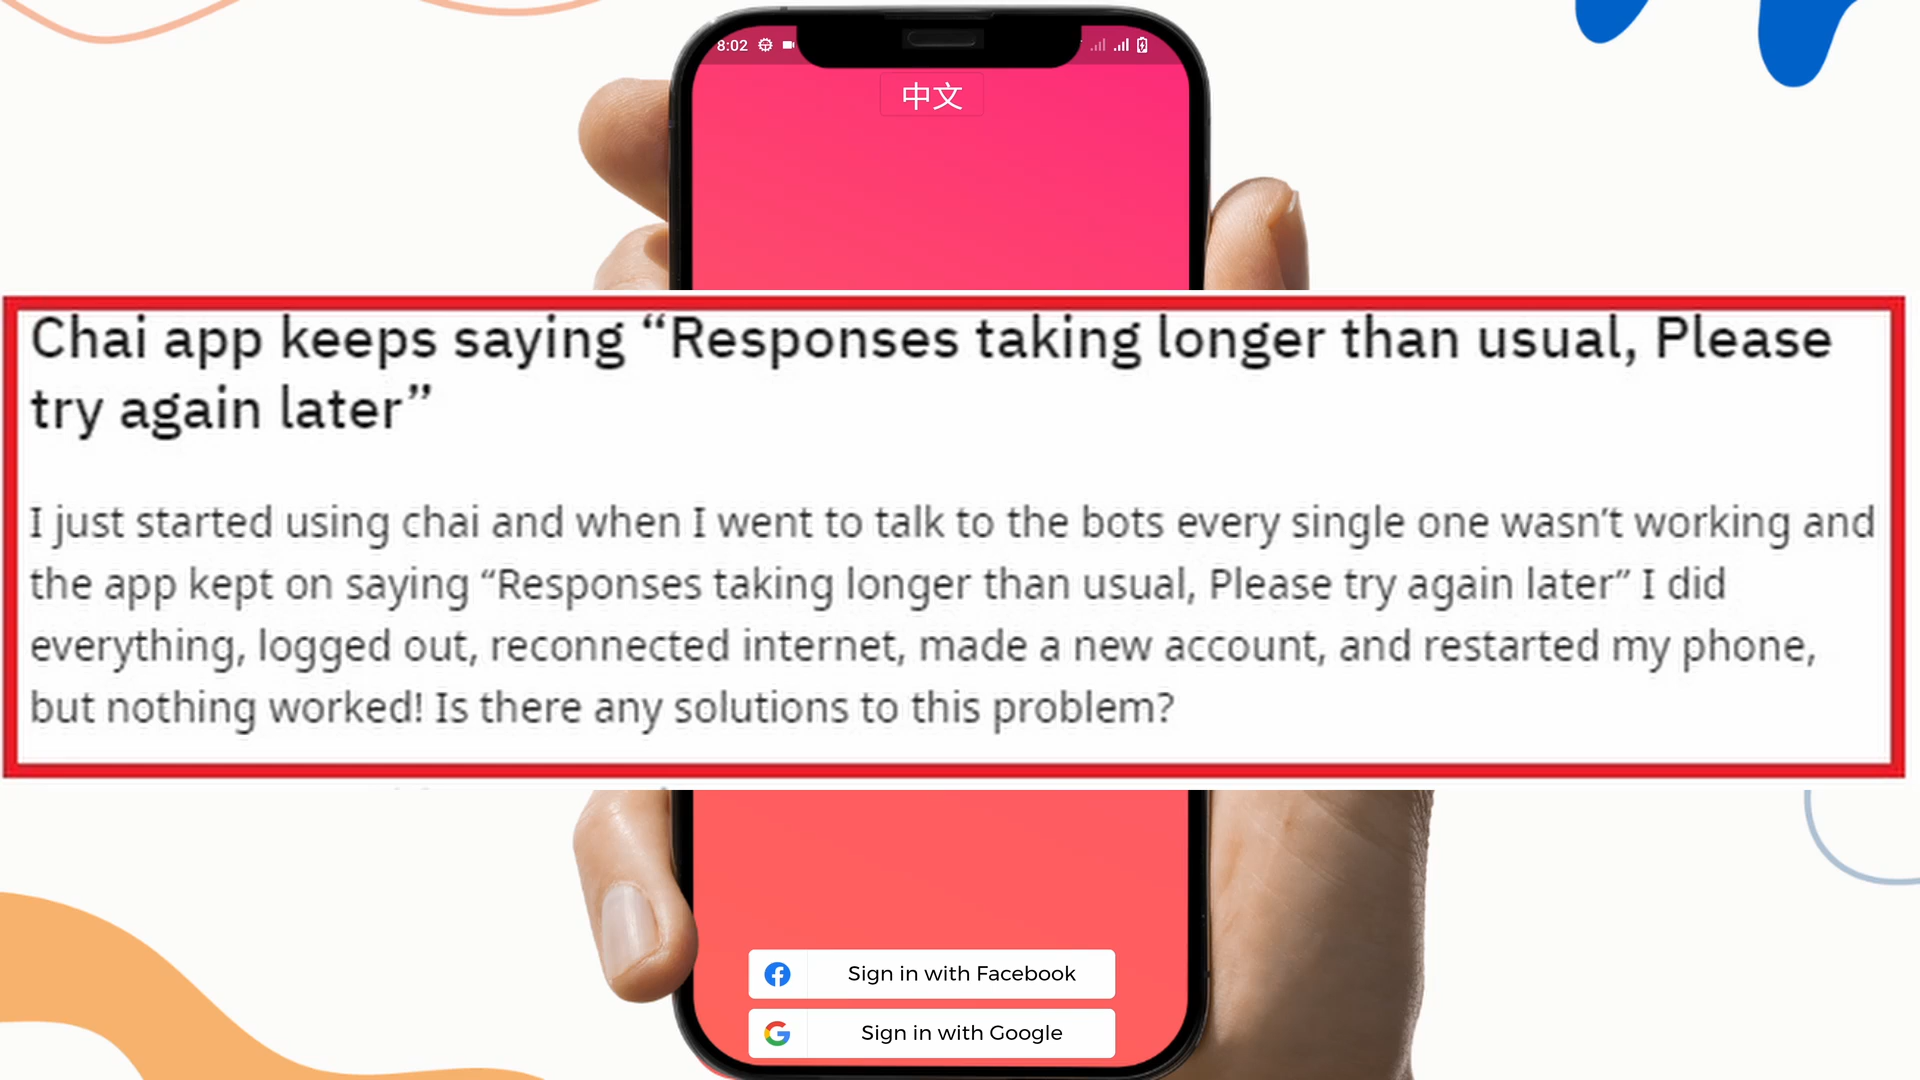 8:02
中文
Chai app keeps saying “Responses taking longer than usual, Please
try again later”
I just started using chai and when I went to talk to the bots every single one wasn’t working and
the app kept on saying “Responses taking longer than usual, Please try again later” I did
everything, logged out, reconnected internet, made a new account, and restarted my phone,
but nothing worked! Is there any solutions to this problem?
Sign in with Facebook
Sign in with Google